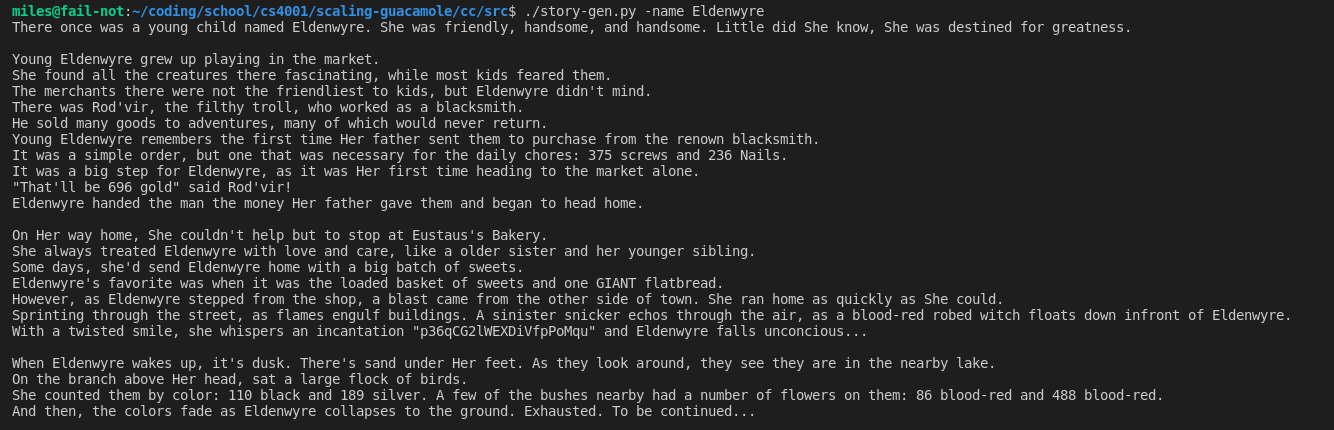 miles@fail-not:~/coding/school/cs4001/scaling-guacamole/cc/src$ ./story-gen.py -name Eldenwyre
There once was a young child named Eldenwyre. She was friendly, handsome, and handsome. Little did She know, She was destined for greatness.
Young Eldenwyre grew up playing in the market.
She found all the creatures there fascinating, while most kids feared them.
The merchants there were not the friendliest to kids, but Eldenwyre didn't mind.
There was Rod'vir, the filthy troll, who worked as a blacksmith.
He sold many goods to adventures, many of which would never return.
Young Eldenwyre remembers the first time Her father sent them to purchase from the renown blacksmith.
It was a simple order, but one that was necessary for the daily chores: 375 screws and 236 Nails.
It was a big step for Eldenwyre, as it was Her first time heading to the market alone.
"That'll be 696 gold" said Rod'vir!
Eldenwyre handed the man the money Her father gave them and began to head home.
On Her way home, She couldn't help but to stop at Eustaus's Bakery.
She always treated Eldenwyre with love and care, like a older sister and her younger sibling.
Some days, she'd send Eldenwyre home with a big batch of sweets.
Eldenwyre's favorite was when it was the loaded basket of sweets and one GIANT flatbread.
However, as Eldenwyre stepped from the shop, a blast came from the other side of town. She ran home as quickly as She could.
Sprinting through the street, as flames engulf buildings. A sinister snicker echos through the air, as a blood-red robed witch floats down infront of Eldenwyre.
With a twisted smile, she whispers an incantation "p36qCG2lWEXDiVfpPoMqu" and Eldenwyre falls unconcious...
When Eldenwyre wakes up, it's dusk. There's sand under Her feet. As they look around, they see they are in the nearby lake.
On the branch above Her head, sat a large flock of birds.
She counted them by color: 110 black and 189 silver. A few of the bushes nearby had a number of flowers on them: 86 blood-red and 488 blood-red.
And then, the colors fade as Eldenwyre collapses to the ground. Exhausted. To be continued...